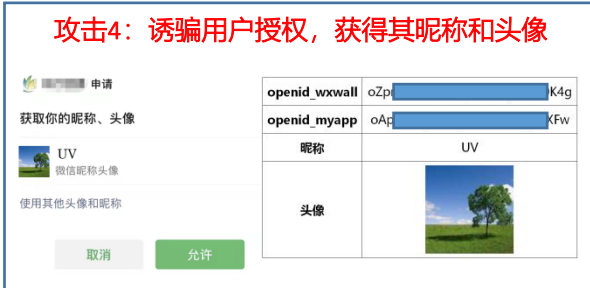 攻击4：诱骗用户授权，获得其昵称和头像
申请
获取你的昵称、头像
UV
微信昵称头像
使用其他头像和昵称
取消 允许
openid_wxwall oZp K4g
openid_myapp oAp XFw
昵称 UV
头像